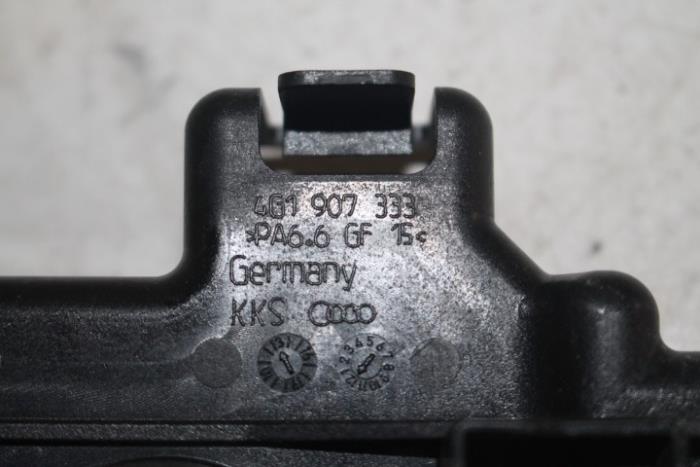 4G1 907 333
>PA6.6 GF 15<
Germany
KKS